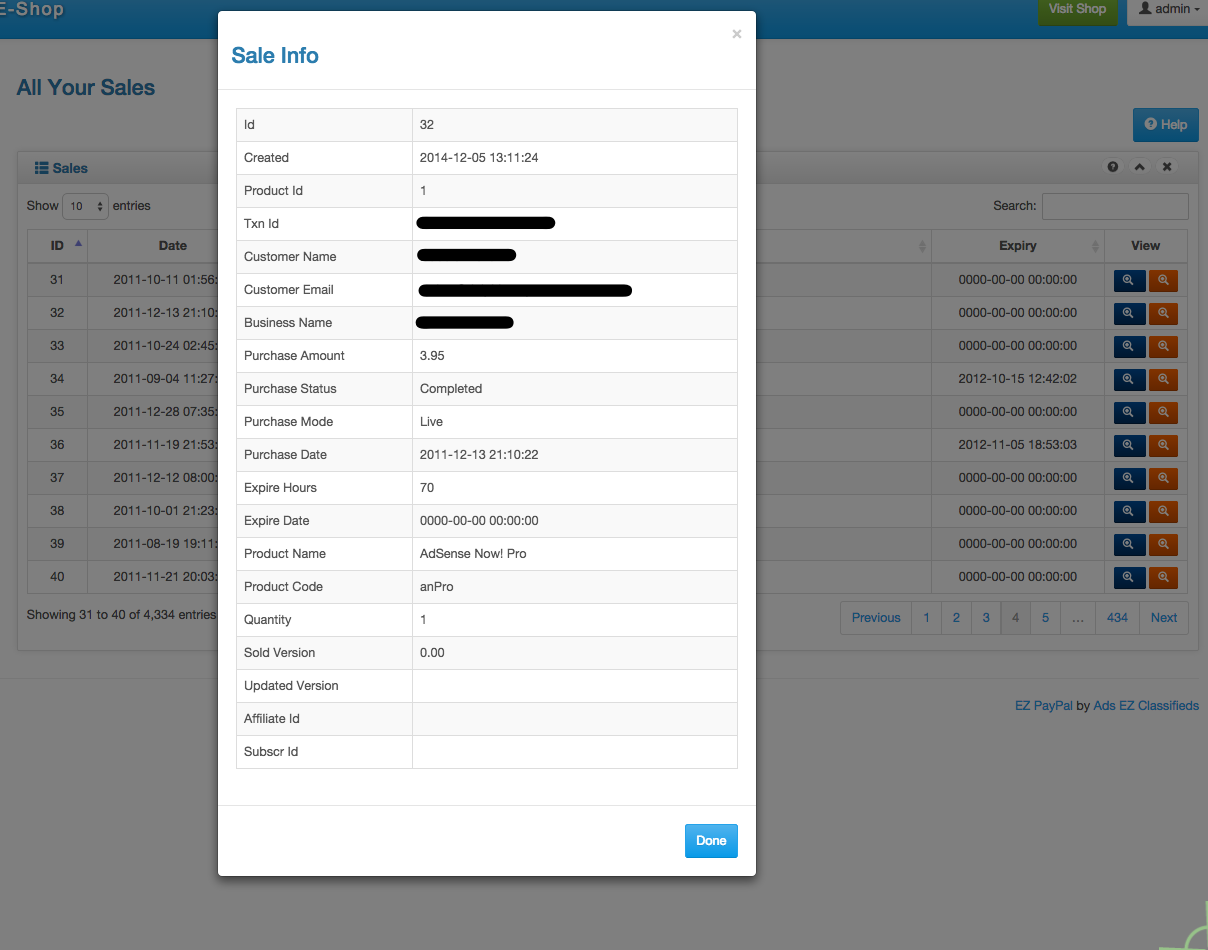 E-Shop
Visit Shop
admin
All Your Sales
Help
Sales
Show 10 entries
Search:
ID Date Expiry View
31 2011-10-11 01:56: 0000-00-00 00:00:00
32 2011-12-13 21:10: 0000-00-00 00:00:00
33 2011-10-24 02:45: 0000-00-00 00:00:00
34 2011-09-04 11:27: 2012-10-15 12:42:02
35 2011-12-28 07:35: 0000-00-00 00:00:00
36 2011-11-19 21:53: 2012-11-05 18:53:03
37 2011-12-12 08:00: 0000-00-00 00:00:00
38 2011-10-01 21:23: 0000-00-00 00:00:00
39 2011-08-19 19:11: 0000-00-00 00:00:00
40 2011-11-21 20:03: 0000-00-00 00:00:00
Showing 31 to 40 of 4,334 entries
Previous 1 2 3 4 5 ... 434 Next
EZ PayPal by Ads EZ Classifieds
×
Sale Info
Id 32
Created 2014-12-05 13:11:24
Product Id 1
Txn Id
Customer Name
Customer Email
Business Name
Purchase Amount 3.95
Purchase Status Completed
Purchase Mode Live
Purchase Date 2011-12-13 21:10:22
Expire Hours 70
Expire Date 0000-00-00 00:00:00
Product Name AdSense Now! Pro
Product Code anPro
Quantity 1
Sold Version 0.00
Updated Version
Affiliate Id
Subscr Id
Done